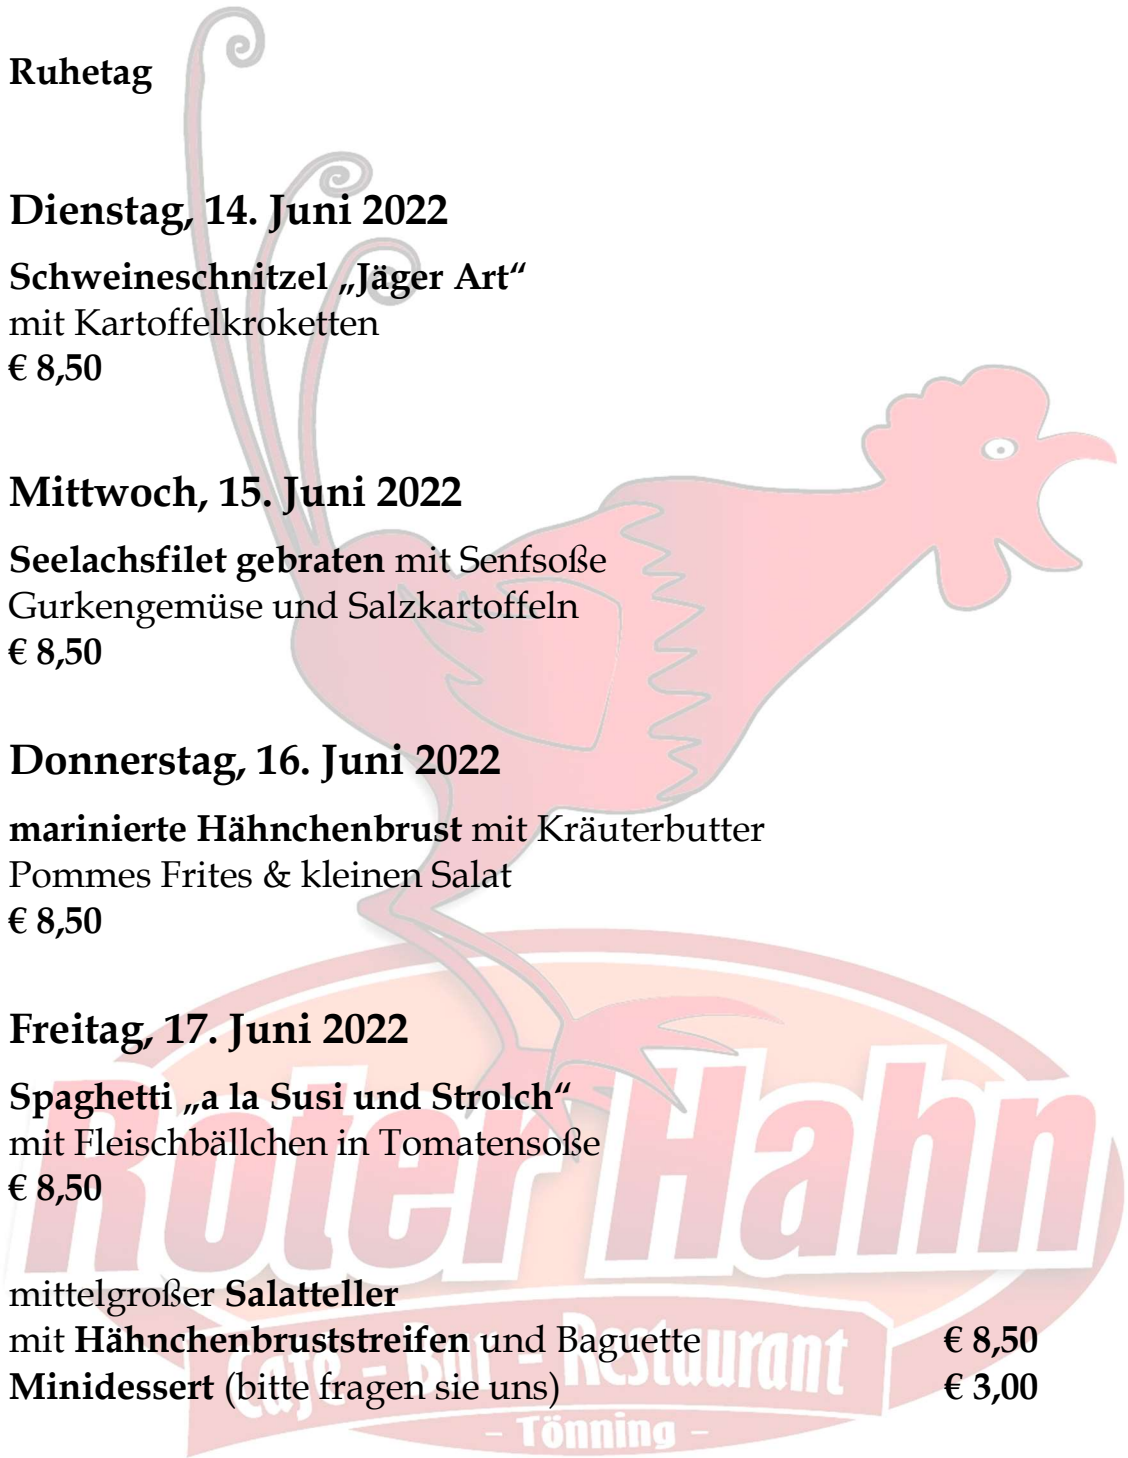 Ruhetag
Dienstag, 14. Juni 2022
Schweineschnitzel „Jäger Art“
mit Kartoffelkroketten
€ 8,50
Mittwoch, 15. Juni 2022
Seelachsfilet gebraten mit Senfsoße
Gurkengemüse und Salzkartoffeln
€ 8,50
Donnerstag, 16. Juni 2022
marinierte Hähnchenbrust mit Kräuterbutter
Pommes Frites & kleinen Salat
€ 8,50
Freitag, 17. Juni 2022
Spaghetti „a la Susi und Strolch“
mit Fleischbällchen in Tomatensoße
€ 8,50
Roter Hahn
mittelgroßer Salatteller
mit Hähnchenbruststreifen und Baguette € 8,50
Minidessert (bitte fragen sie uns) € 3,00
Cafe - Bar - Restaurant
- Tönning -